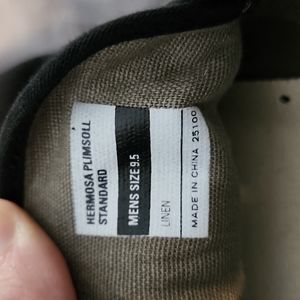 HERMOSA PLIMSOLL
STANDARD
MENS SIZE 9.5
LINEN
MADE IN CHINA 25100